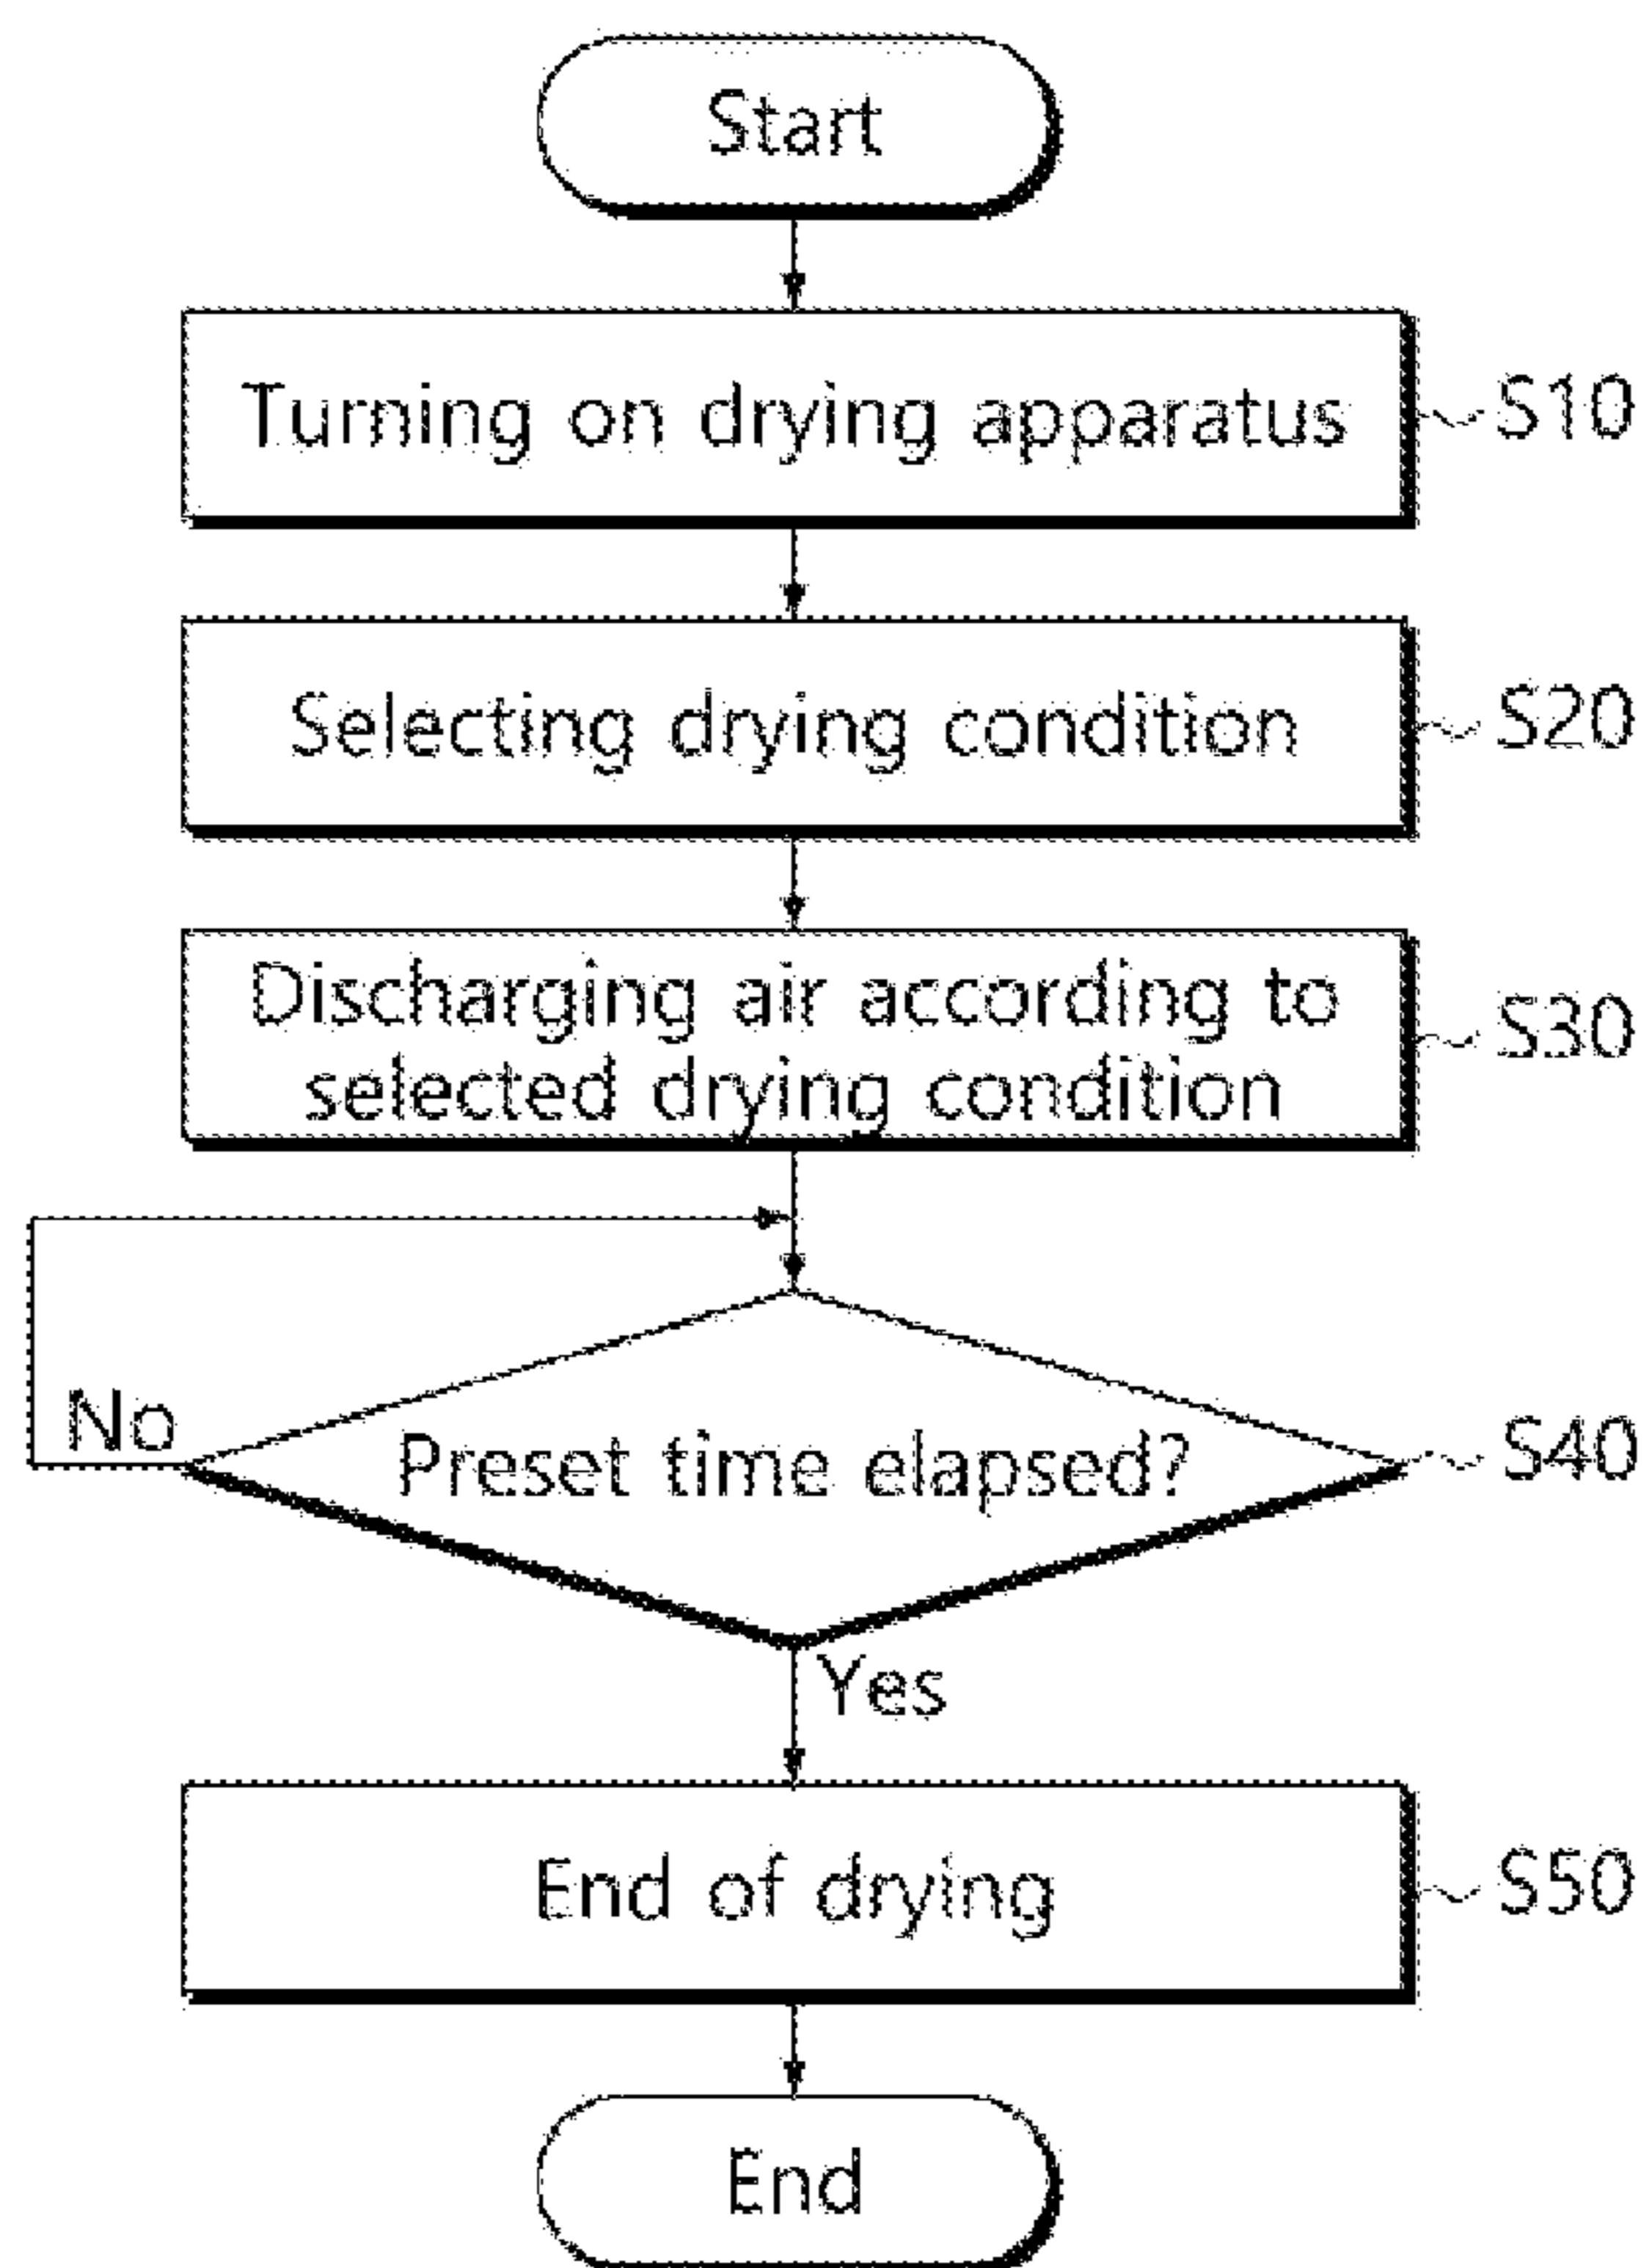 Start
Turning on drying apparatus
S10
Selecting drying condition
S20
Discharging air according to
selected drying condition
S30
No
Preset time elapsed?
S40
Yes
End of drying
S50
End